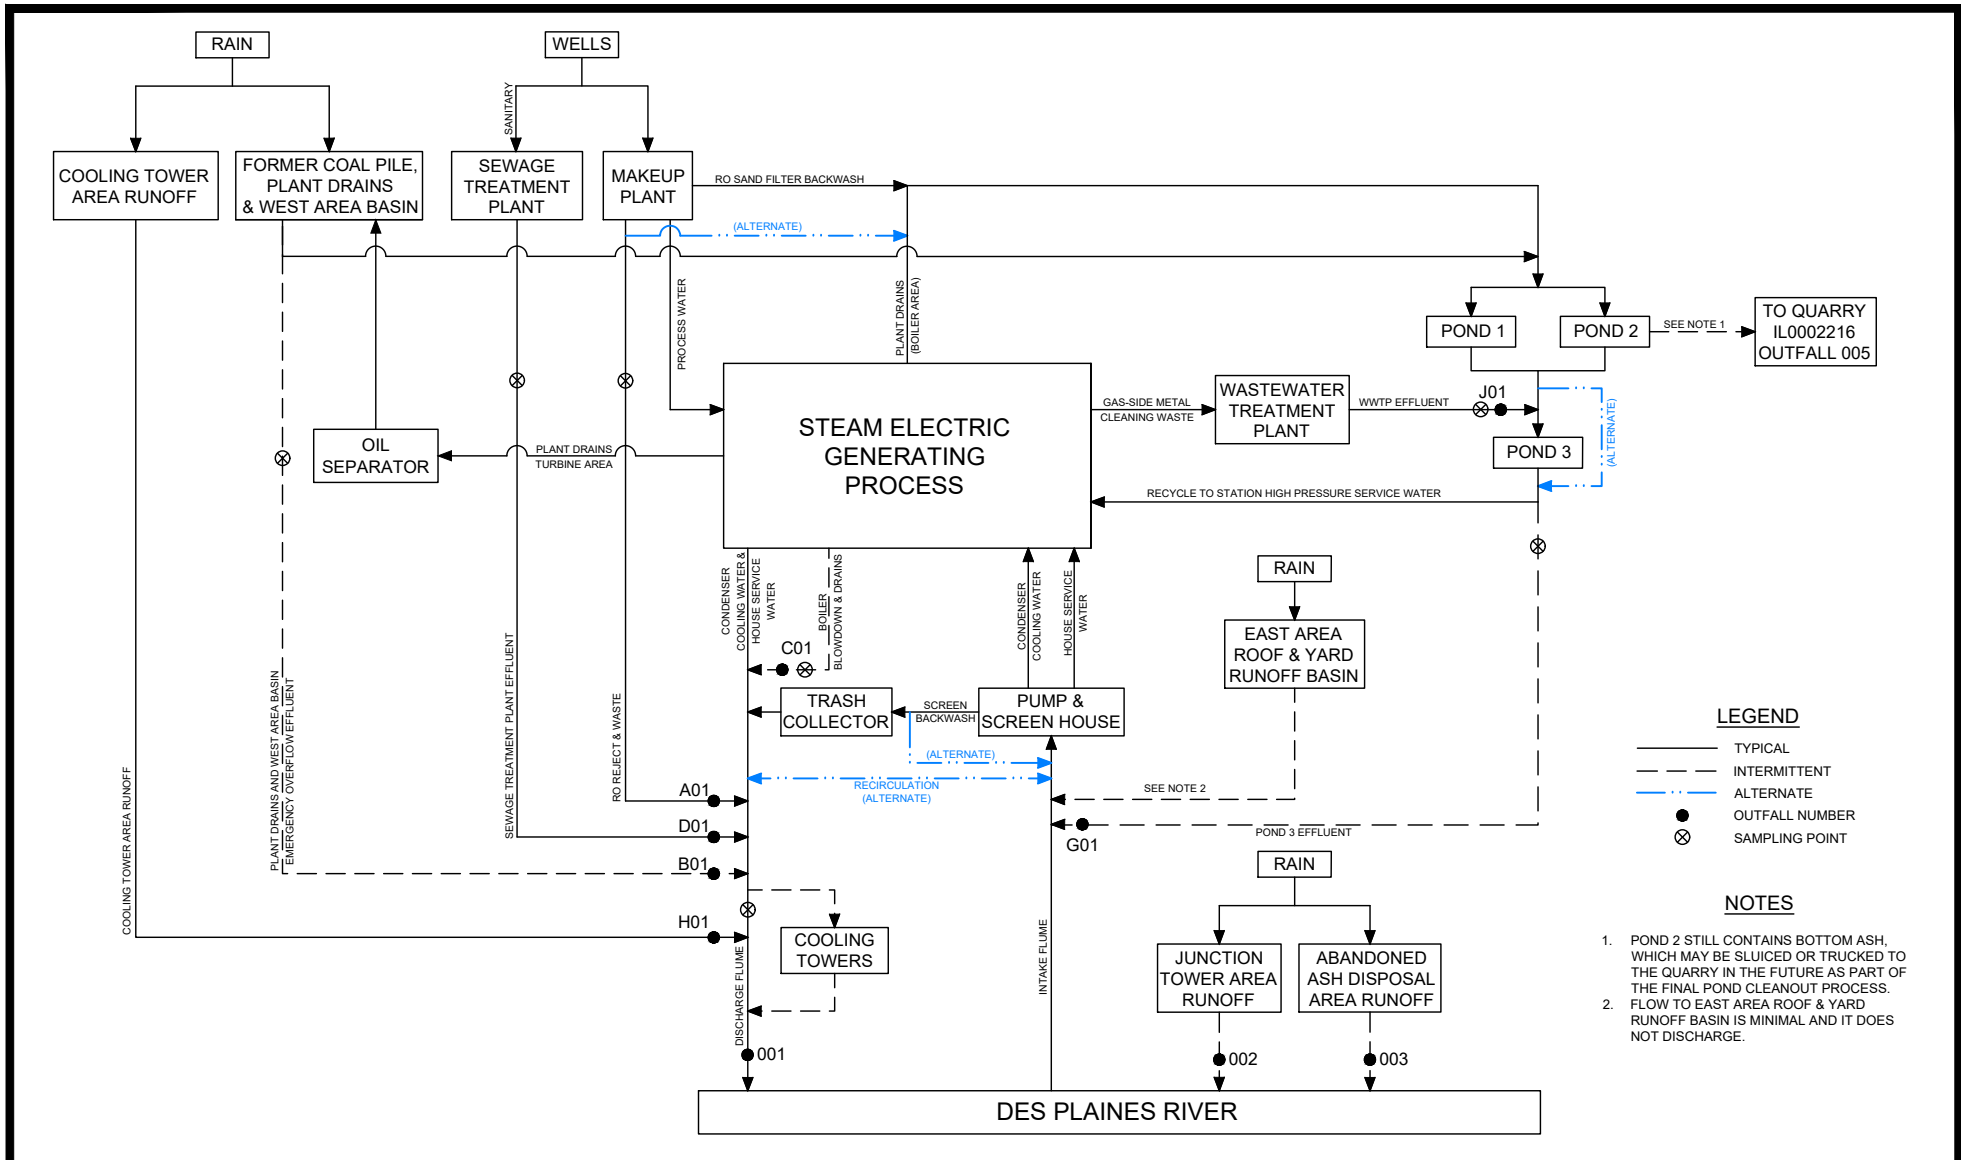 RAIN
WELLS
SANITARY
COOLING TOWER
AREA RUNOFF
FORMER COAL PILE,
PLANT DRAINS
& WEST AREA BASIN
SEWAGE
TREATMENT
PLANT
MAKEUP
PLANT
RO SAND FILTER BACKWASH
(ALTERNATE)
PROCESS WATER
PLANT DRAINS
(BOILER AREA)
POND 1
POND 2
SEE NOTE 1
TO QUARRY
IL0002216
OUTFALL 005
STEAM ELECTRIC
GENERATING
PROCESS
GAS-SIDE METAL
CLEANING WASTE
WASTEWATER
TREATMENT
PLANT
WWTP EFFLUENT
J01
(ALTERNATE)
POND 3
OIL
SEPARATOR
PLANT DRAINS
TURBINE AREA
RECYCLE TO STATION HIGH PRESSURE SERVICE WATER
CONDENSER
COOLING WATER &
HOUSE SERVICE
WATER
BOILER
BLOWDOWN & DRAINS
C01
CONDENSER
COOLING WATER
HOUSE SERVICE
WATER
RAIN
EAST AREA
ROOF & YARD
RUNOFF BASIN
TRASH
COLLECTOR
SCREEN
BACKWASH
PUMP &
SCREEN HOUSE
(ALTERNATE)
RECIRCULATION
(ALTERNATE)
SEE NOTE 2
G01
POND 3 EFFLUENT
COOLING TOWER AREA RUNOFF
PLANT DRAINS AND WEST AREA BASIN
EMERGENCY OVERFLOW EFFLUENT
SEWAGE TREATMENT PLANT EFFLUENT
RO REJECT & WASTE
A01
D01
B01
H01
COOLING
TOWERS
DISCHARGE FLUME
INTAKE FLUME
001
RAIN
JUNCTION
TOWER AREA
RUNOFF
ABANDONED
ASH DISPOSAL
AREA RUNOFF
002
003
DES PLAINES RIVER
LEGEND
TYPICAL
INTERMITTENT
ALTERNATE
OUTFALL NUMBER
SAMPLING POINT
NOTES
1. POND 2 STILL CONTAINS BOTTOM ASH,
WHICH MAY BE SLUICED OR TRUCKED TO
THE QUARRY IN THE FUTURE AS PART OF
THE FINAL POND CLEANOUT PROCESS.
2. FLOW TO EAST AREA ROOF & YARD
RUNOFF BASIN IS MINIMAL AND IT DOES
NOT DISCHARGE.